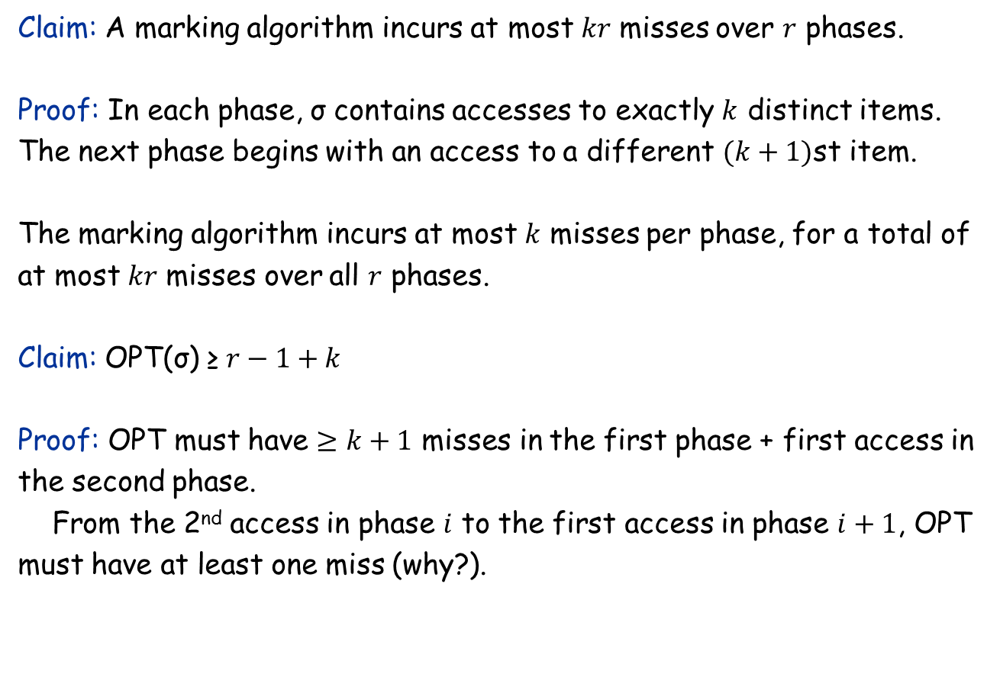 Claim: A marking algorithm incurs at most kr misses over r phases.
Proof: In each phase, σ contains accesses to exactly k distinct items.
The next phase begins with an access to a different (k + 1)st item.
The marking algorithm incurs at most k misses per phase, for a total of
at most kr misses over all r phases.
Claim: OPT(σ) ≥ r − 1 + k
Proof: OPT must have ≥ k + 1 misses in the first phase + first access in
the second phase.
From the 2nd access in phase i to the first access in phase i + 1, OPT
must have at least one miss (why?).